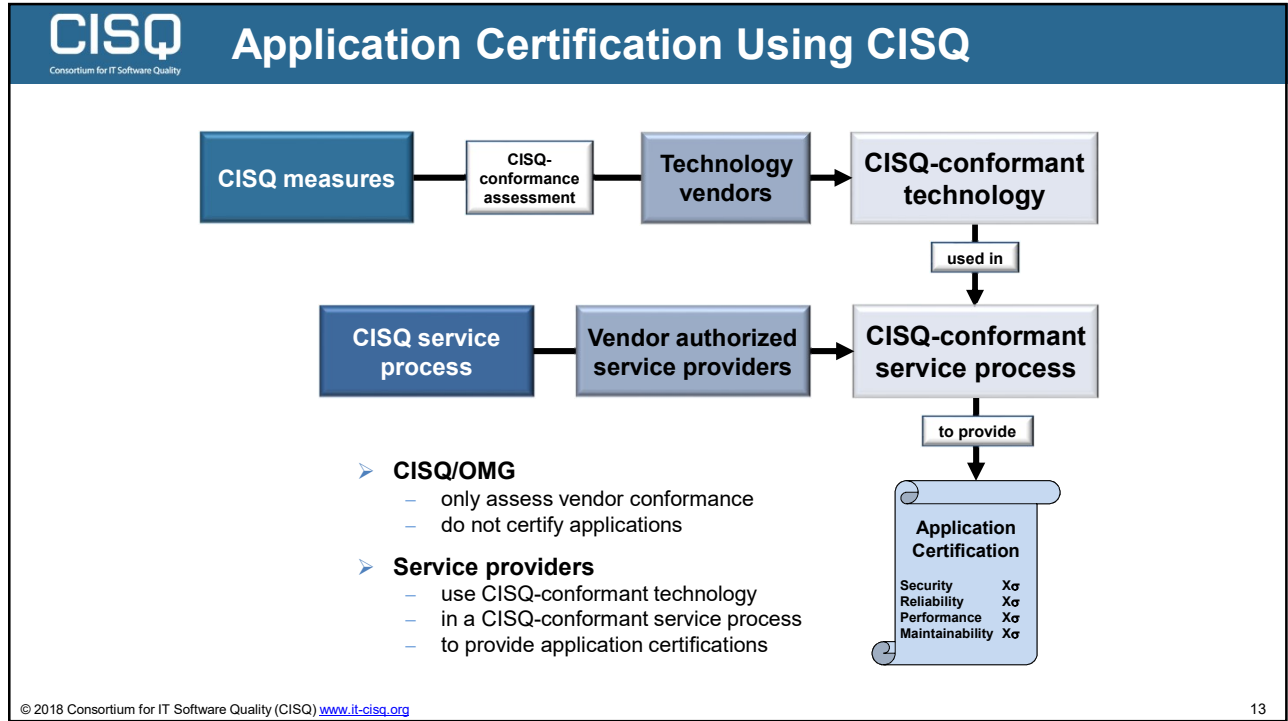 CISQ
Consortium for IT Software Quality
Application Certification Using CISQ
CISQ measures
CISQ-
conformance
assessment
Technology
vendors
CISQ-conformant
technology
used in
CISQ service
process
Vendor authorized
service providers
CISQ-conformant
service process
to provide
➢ CISQ/OMG
– only assess vendor conformance
– do not certify applications
➢ Service providers
– use CISQ-conformant technology
– in a CISQ-conformant service process
– to provide application certifications
Application
Certification
Security Xσ
Reliability Xσ
Performance Xσ
Maintainability Xσ
© 2018 Consortium for IT Software Quality (CISQ) www.it-cisq.org
13